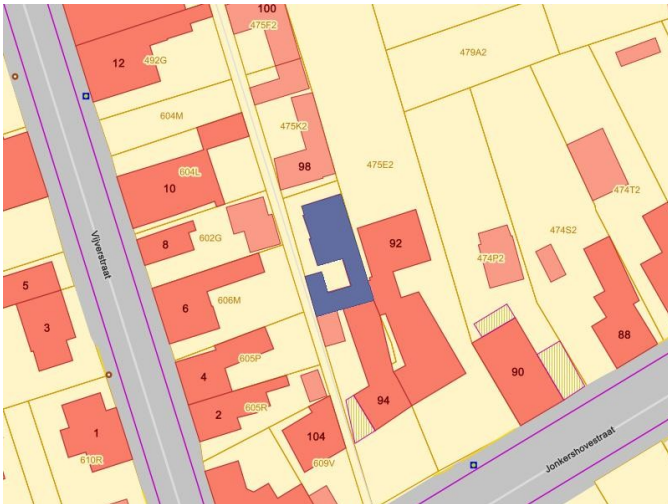 100
475F2
12
492G
479A2
604M
475K2
98
475E2
604L
10
474T2
8
602G
92
474S2
474P2
Vijverstraat
5
3
6
606M
88
4
605P
90
94
2
605R
1
104
610R
609V
Jonkershovestraat